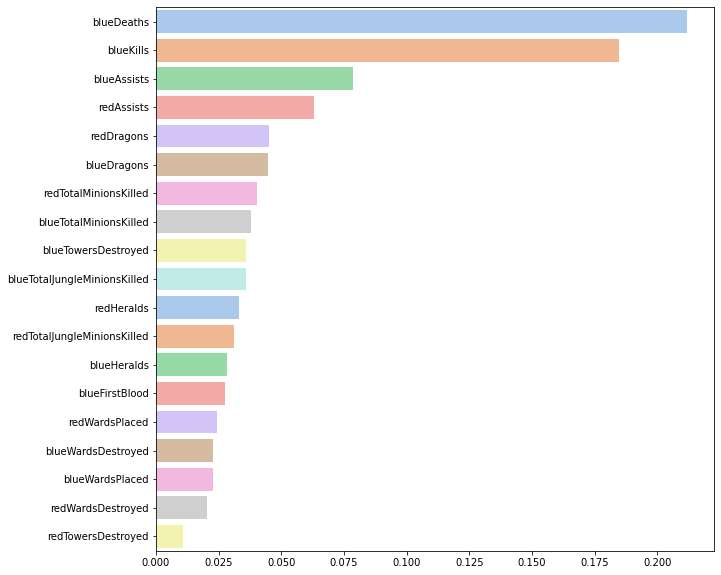 blueDeaths
blueKills
blueAssists
redAssists
redDragons
blueDragons
redTotalMinionsKilled
blueTotalMinionsKilled
blueTowersDestroyed
blueTotalJungleMinionsKilled
redHeralds
redTotalJungleMinionsKilled
blueHeralds
blueFirstBlood
redWardsPlaced
blueWardsDestroyed
blueWardsPlaced
redWardsDestroyed
redTowersDestroyed
0.000 0.025 0.050 0.075 0.100 0.125 0.150 0.175 0.200